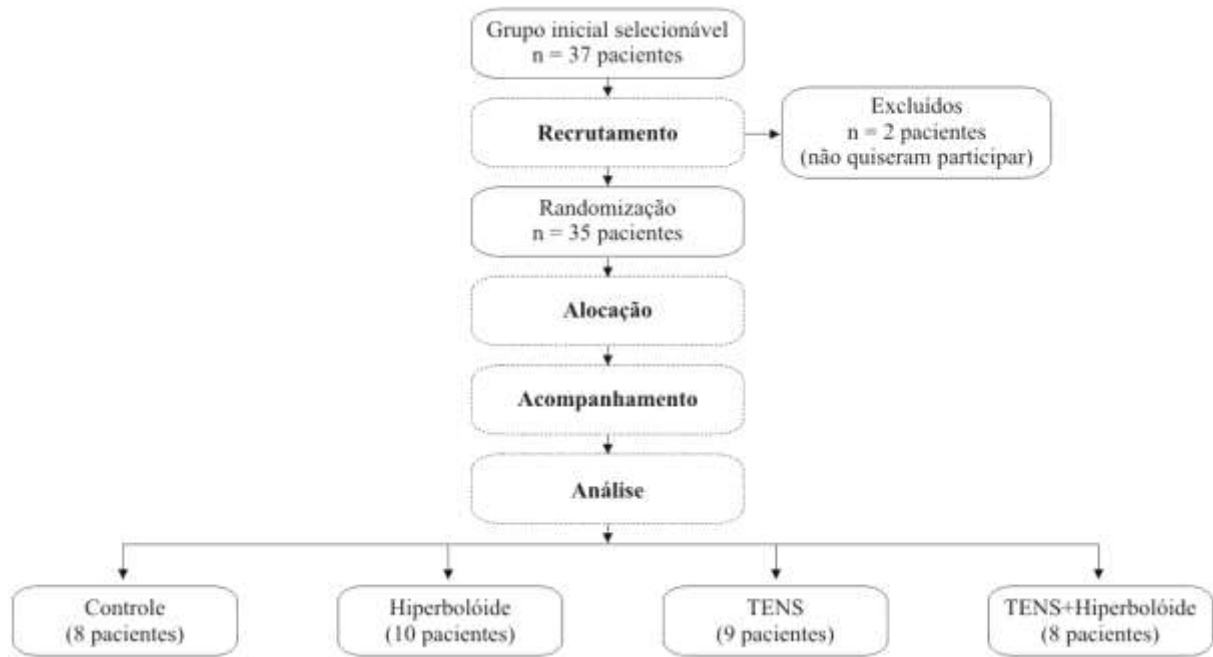 Grupo inicial selecionável
n = 37 pacientes
Recrutamento
Excluídos
n = 2 pacientes
(não quiseram participar)
Randomização
n = 35 pacientes
Alocação
Acompanhamento
Análise
Controle
(8 pacientes)
Hiperbolóide
(10 pacientes)
TENS
(9 pacientes)
TENS+Hiperbolóide
(8 pacientes)